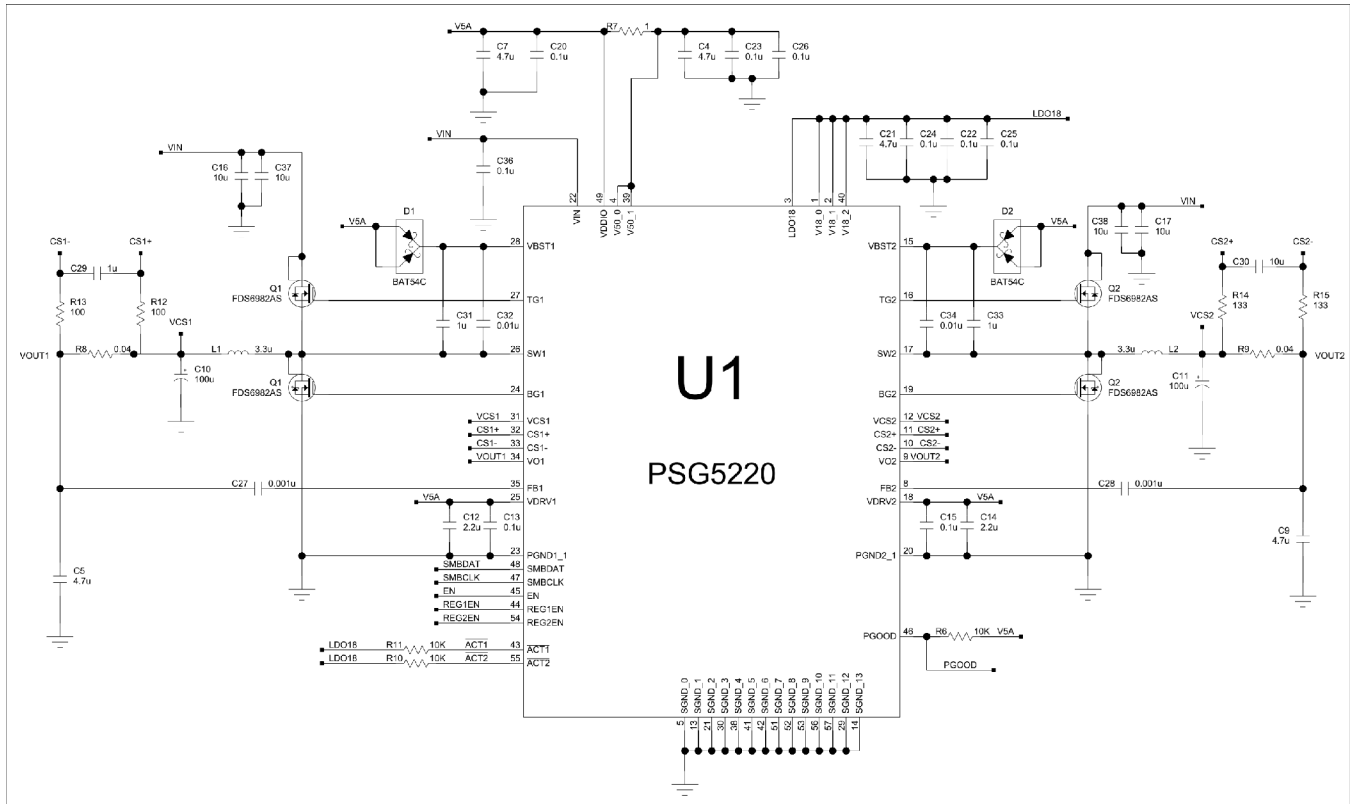 V5A
R7 1
C7
4.7u
C20
0.1u
C4
4.7u
C23
0.1u
C26
0.1u
VIN
C36
0.1u
LDO18
C21
4.7u
C24
0.1u
C22
0.1u
C25
0.1u
VIN
C16
10u
C37
10u
22
49
4
39
3
1
2
40
VIN
VDDIO
V50_0
V50_1
LDO18
V18_0
V18_1
V18_2
D1
V5A
BAT54C
D2
V5A
BAT54C
C38
10u
C17
10u
VIN
CS1-
CS1+
C29 1u
R13
100
R12
100
VCS1
VOUT1
R8 0.04
L1 3.3u
C10
100u
Q1
FDS6982AS
Q1
FDS6982AS
C31
1u
C32
0.01u
28 VBST1
27 TG1
26 SW1
24 BG1
VCS1 31 VCS1
CS1+ 32 CS1+
CS1- 33 CS1-
VOUT1 34 VO1
C27 0.001u
35 FB1
V5A 25 VDRV1
C12
2.2u
C13
0.1u
23 PGND1_1
SMBDAT 48 SMBDAT
SMBCLK 47 SMBCLK
EN 45 EN
REG1EN 44 REG1EN
REG2EN 54 REG2EN
LDO18 R11 10K ACT1 43 ACT1
LDO18 R10 10K ACT2 55 ACT2
C5
4.7u
U1
PSG5220
VBST2 15
TG2 16
SW2 17
BG2 19
VCS2 12 VCS2
CS2+ 11 CS2+
CS2- 10 CS2-
VO2 9 VOUT2
FB2 8
C28 0.001u
VDRV2 18 V5A
C15
0.1u
C14
2.2u
PGND2_1 20
PGOOD 46 R6 10K V5A
PGOOD
C34
0.01u
C33
1u
Q2
FDS6982AS
Q2
FDS6982AS
CS2+
CS2-
C30 10u
R14
133
R15
133
VCS2
3.3u L2
R9 0.04
VOUT2
C11
100u
C9
4.7u
SGND_0
SGND_1
SGND_2
SGND_3
SGND_4
SGND_5
SGND_6
SGND_7
SGND_8
SGND_9
SGND_10
SGND_11
SGND_12
SGND_13
5
13
21
30
38
41
42
51
52
53
56
57
29
14